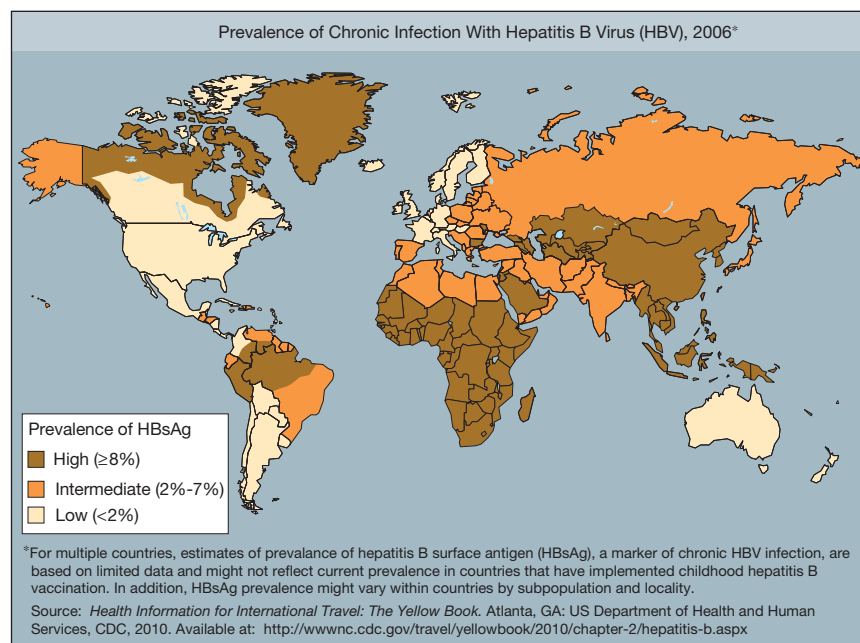 Prevalence of Chronic Infection With Hepatitis B Virus (HBV), 2006*
Prevalence of HBsAg
High (≥8%)
Intermediate (2%-7%)
Low (<2%)
*For multiple countries, estimates of prevalance of hepatitis B surface antigen (HBsAg), a marker of chronic HBV infection, are
based on limited data and might not reflect current prevalence in countries that have implemented childhood hepatitis B
vaccination. In addition, HBsAg prevalence might vary within countries by subpopulation and locality.
Source: Health Information for International Travel: The Yellow Book. Atlanta, GA: US Department of Health and Human
Services, CDC, 2010. Available at: http://wwwnc.cdc.gov/travel/yellowbook/2010/chapter-2/hepatitis-b.aspx